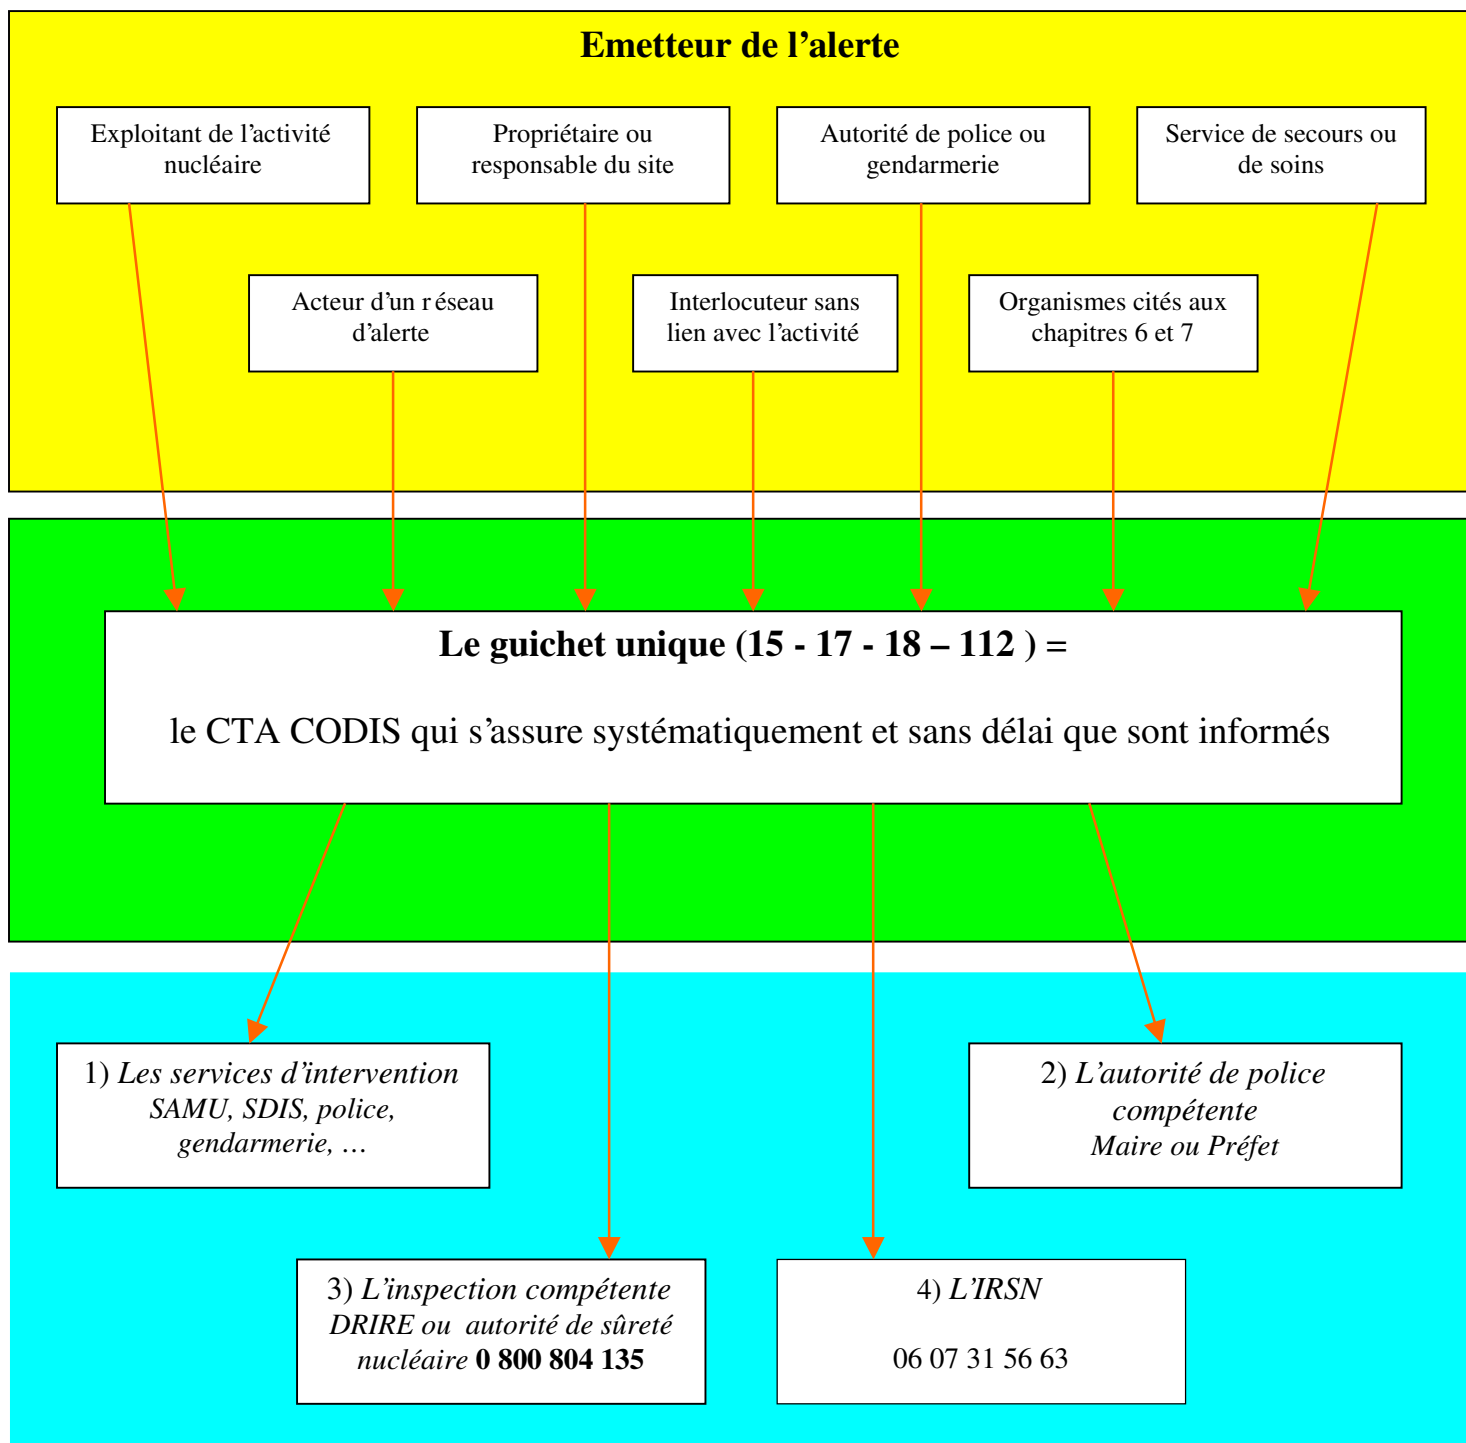 Emetteur de l’alerte
Exploitant de l’activité
nucléaire
Propriétaire ou
responsable du site
Autorité de police ou
gendarmerie
Service de secours ou
de soins
Acteur d’un réseau
d’alerte
Interlocuteur sans
lien avec l’activité
Organismes cités aux
chapitres 6 et 7
Le guichet unique (15 - 17 - 18 – 112 ) =
le CTA CODIS qui s’assure systématiquement et sans délai que sont informés
1) Les services d’intervention
SAMU, SDIS, police,
gendarmerie, …
2) L’autorité de police
compétente
Maire ou Préfet
3) L’inspection compétente
DRIRE ou autorité de sûreté
nucléaire 0 800 804 135
4) L’IRSN
06 07 31 56 63